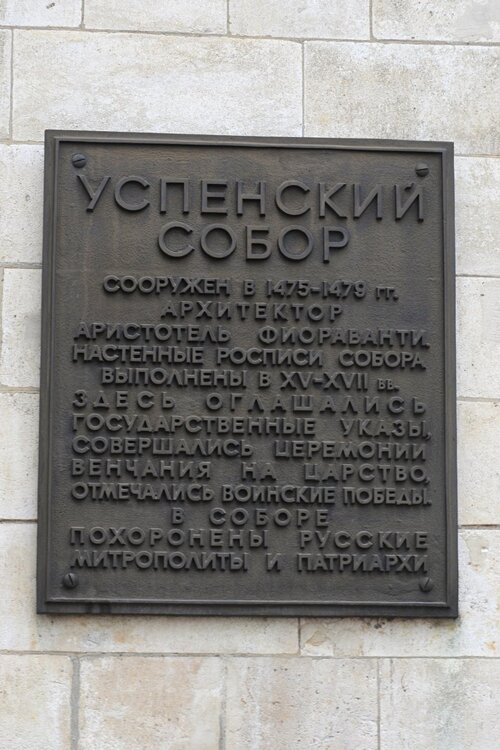 УСПЕНСКИЙ
СОБОР
СООРУЖЕН В 1475-1479 ГГ.
АРХИТЕКТОР
АРИСТОТЕЛЬ ФИОРАВАНТИ.
НАСТЕННЫЕ РОСПИСИ СОБОРА
ВЫПОЛНЕНЫ В XV-XVII ВВ.
ЗДЕСЬ ОГЛАШАЛИСЬ
ГОСУДАРСТВЕННЫЕ УКАЗЫ,
СОВЕРШАЛИСЬ ЦЕРЕМОНИИ
ВЕНЧАНИЯ НА ЦАРСТВО,
ОТМЕЧАЛИСЬ ВОИНСКИЕ ПОБЕДЫ.
В СОБОРЕ
ПОХОРОНЕНЫ РУССКИЕ
МИТРОПОЛИТЫ И ПАТРИАРХИ